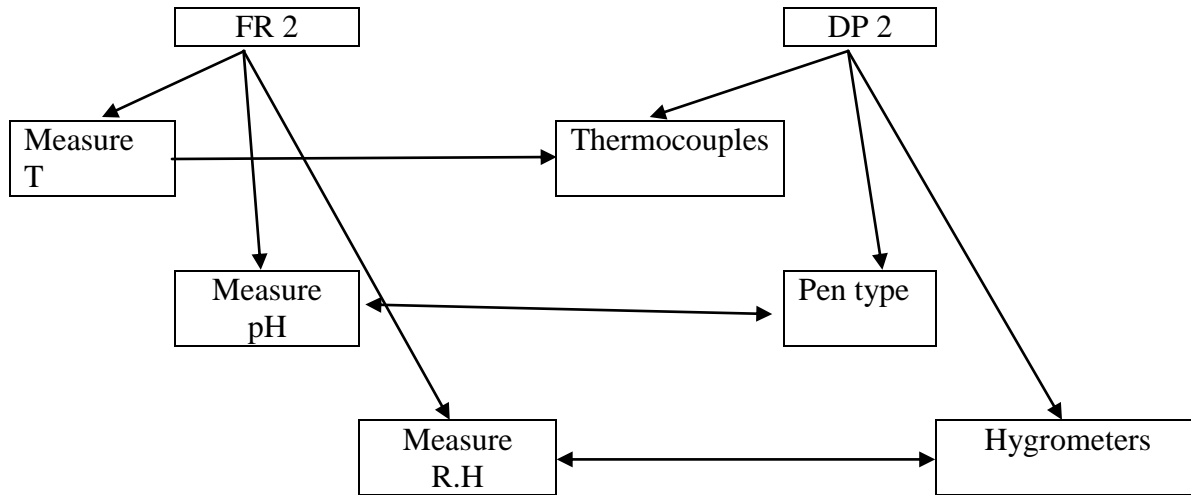 FR 2
DP 2
Measure
T
Thermocouples
Measure
pH
Pen type
Measure
R.H
Hygrometers